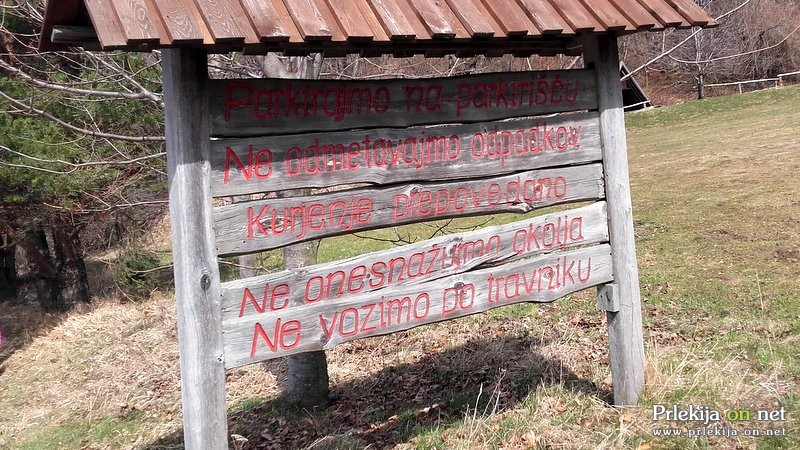 Parkirajmo na parkirišču
Ne odmetavajmo odpadkov
Kurjenje prepovedano
Ne onesnažujmo okolja
Ne vozimo po travniku
Prlekija-on.net
www.prlekija-on.net